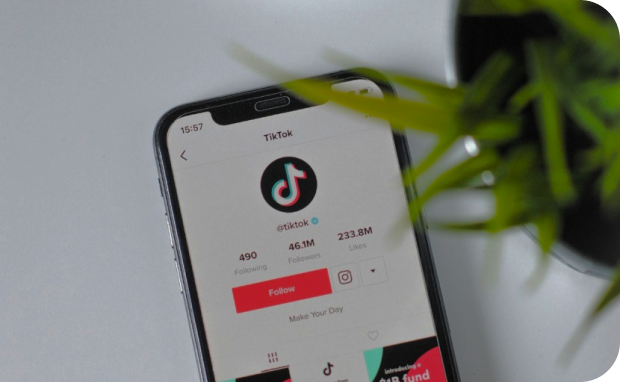 15:57
TikTok
@tiktok
490 46.1M 233.8M
Following Followers Likes
Follow
Make Your Day
introducing a
$1B fund